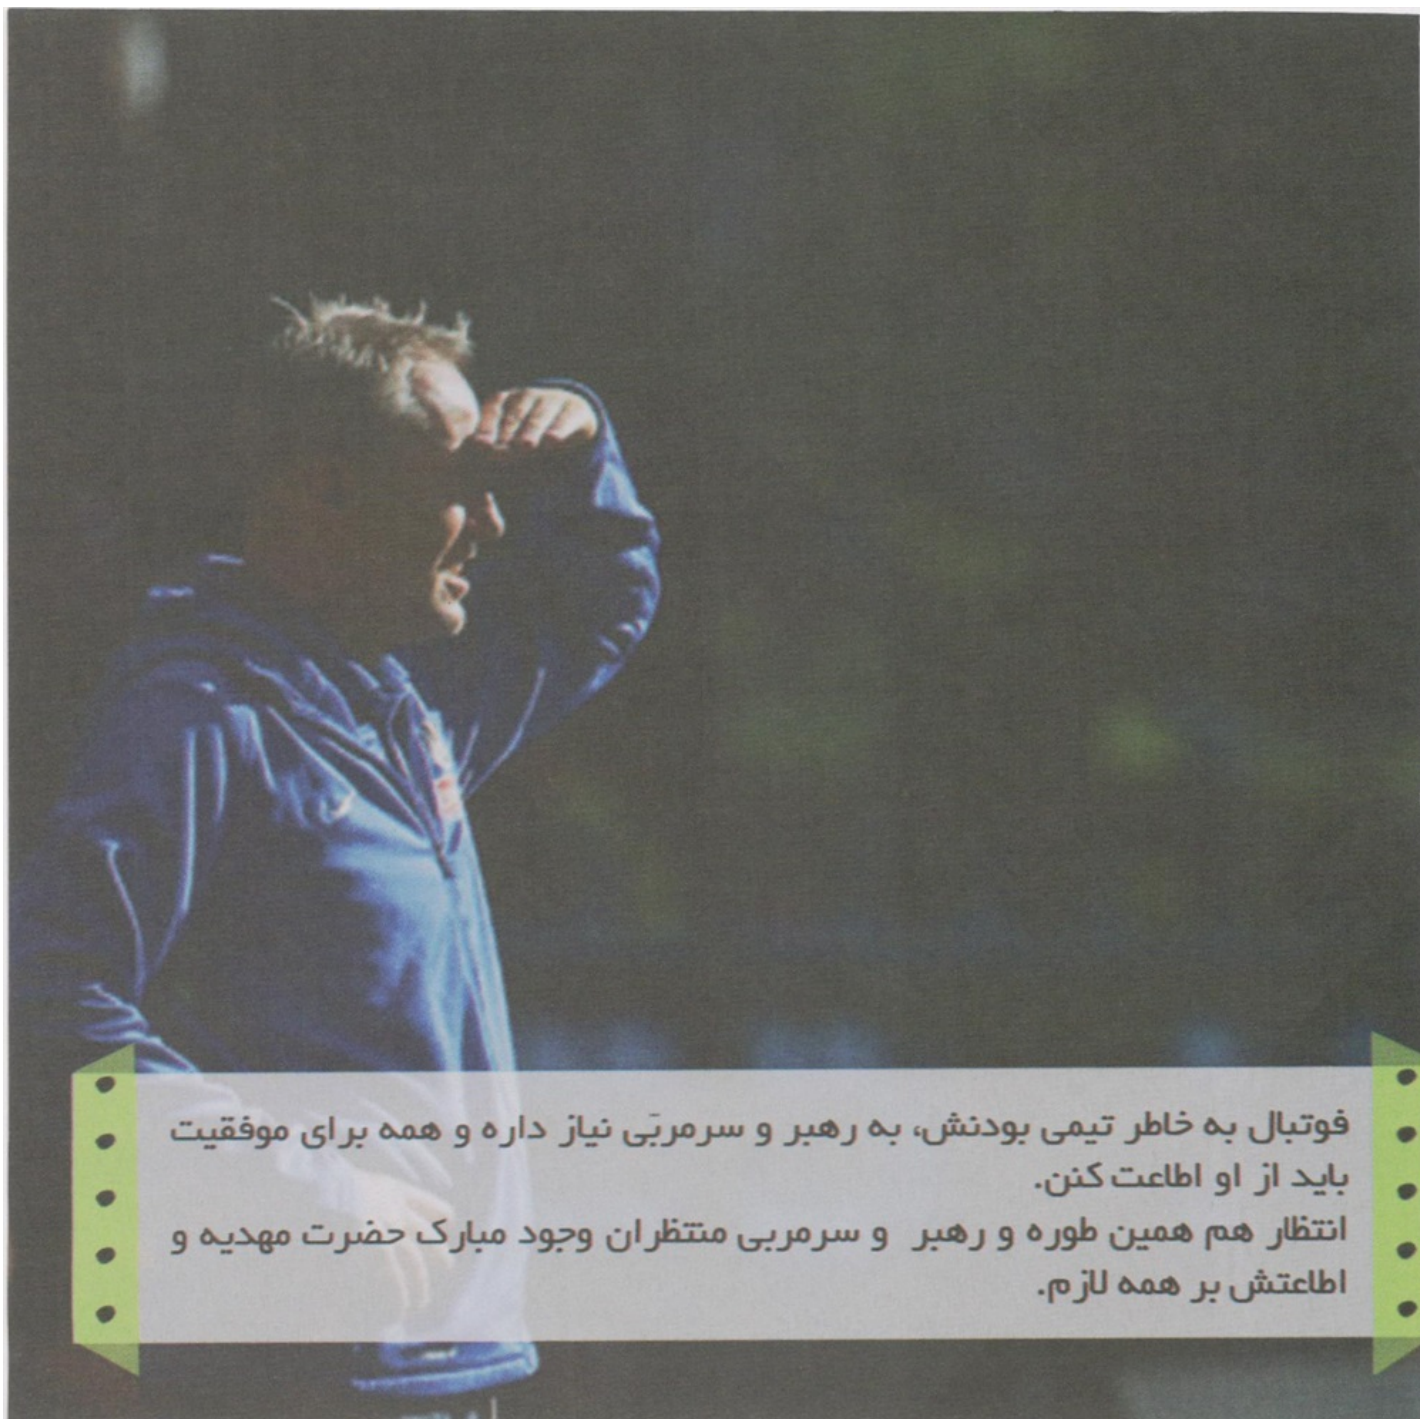 فوتبال به خاطر تیمی بودنش، به رهبر و سرمربَی نیاز داره و همه برای موفقیت
باید از او اطاعت کنن.
انتظار هم همین طوره و رهبر و سرمربی منتظران وجود مبارک حضرت مهدیه و
اطاعتش بر همه لازم.